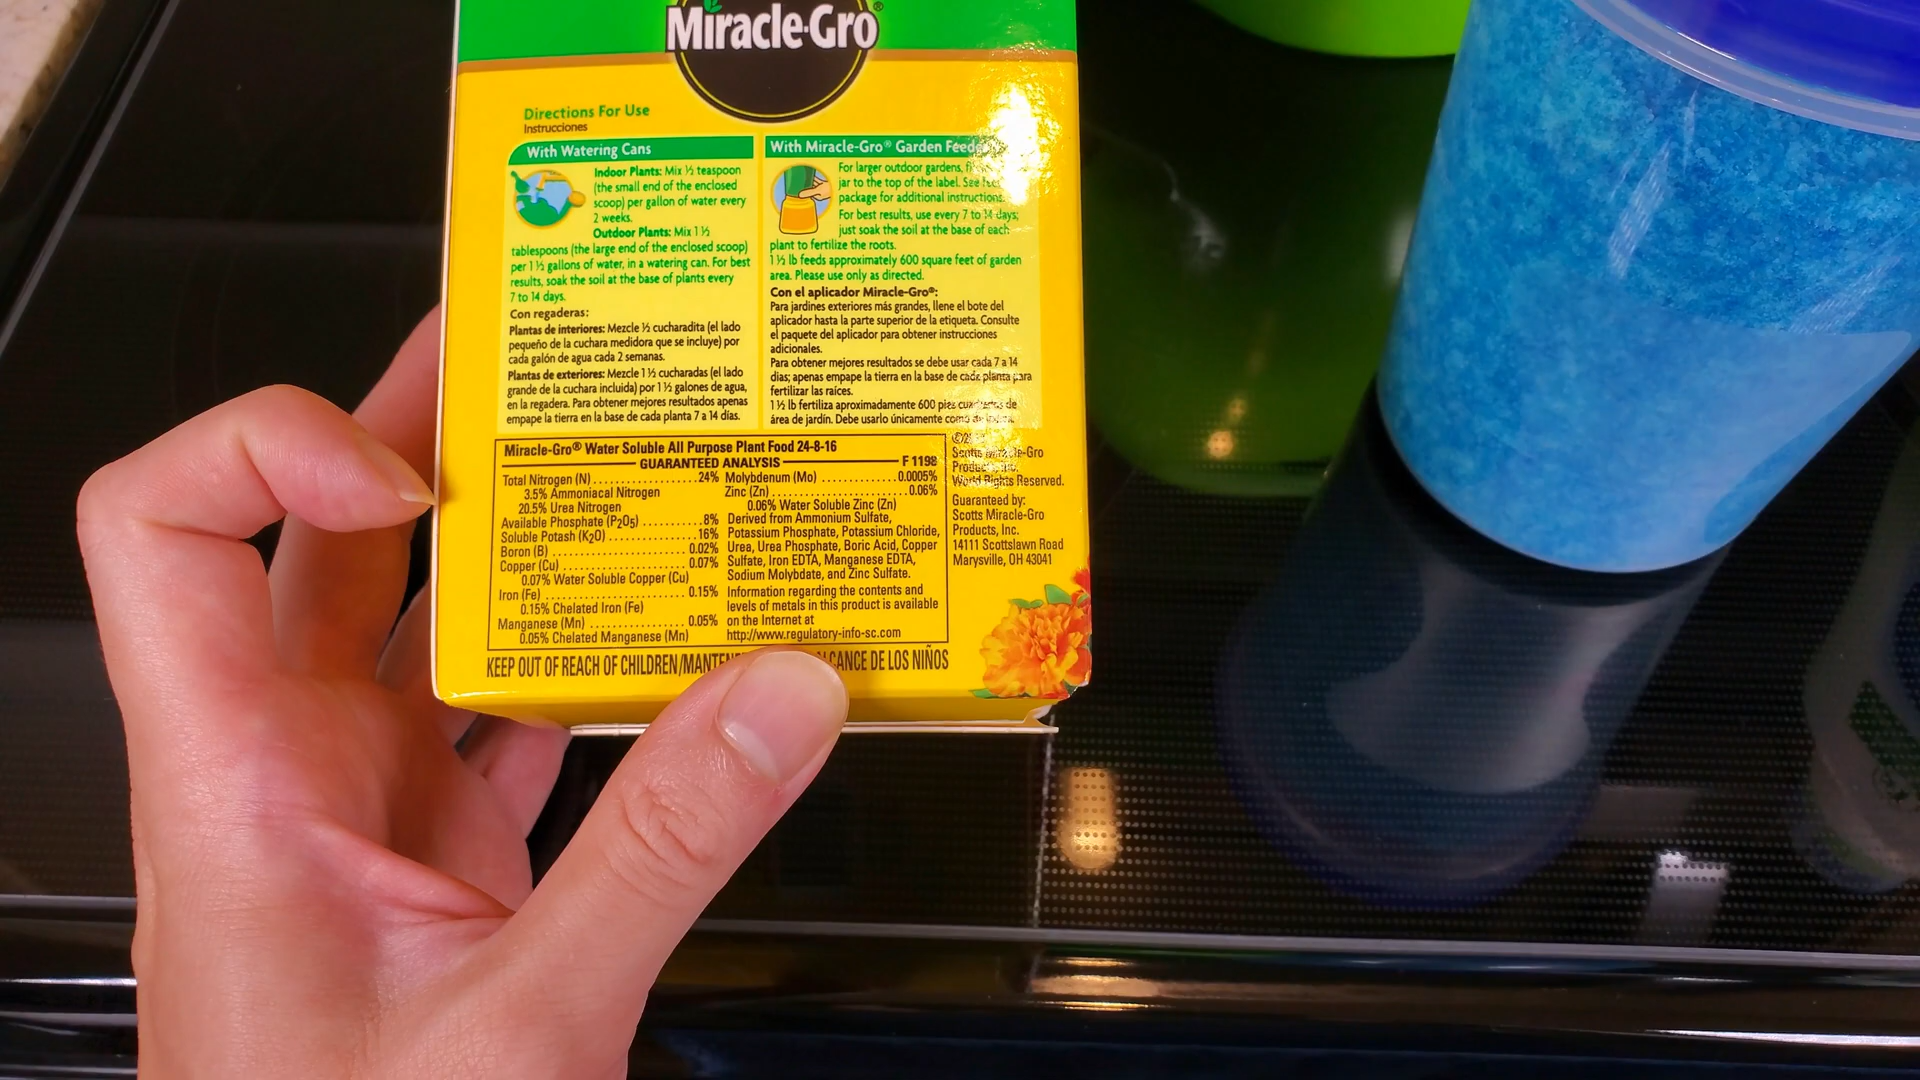 Miracle-Gro®
Directions For Use
Instrucciones
With Watering Cans
Indoor Plants: Mix ½ teaspoon
(the small end of the enclosed
scoop) per gallon of water every
2 weeks.
Outdoor Plants: Mix 1 ½
tablespoons (the large end of the enclosed scoop)
per 1 ½ gallons of water, in a watering can. For best
results, soak the soil at the base of plants every
7 to 14 days.
Con regaderas:
Plantas de interiores: Mezcle ½ cucharadita (el lado
pequeño de la cuchara medidora que se incluye) por
cada galón de agua cada 2 semanas.
Plantas de exteriores: Mezcle 1 ½ cucharadas (el lado
grande de la cuchara incluida) por 1 ½ galones de agua,
en la regadera. Para obtener mejores resultados apenas
empape la tierra en la base de cada planta 7 a 14 días.
With Miracle-Gro® Garden Feeder
For larger outdoor gardens,
jar to the top of the label. See
package for additional instructions.
For best results, use every 7 to 14 days;
just soak the soil at the base of each
plant to fertilize the roots.
1 ½ lb feeds approximately 600 square feet of garden
area. Please use only as directed.
Con el aplicador Miracle-Gro®:
Para jardines exteriores más grandes, llene el bote del
aplicador hasta la parte superior de la etiqueta. Consulte
el paquete del aplicador para obtener instrucciones
adicionales.
Para obtener mejores resultados se debe usar cada 7 a 14
días; apenas empape la tierra en la base de cada planta para
fertilizar las raíces.
1 ½ lb fertiliza aproximadamente 600 pies cuadrados de
área de jardín. Debe usarlo únicamente como
Miracle-Gro® Water Soluble All Purpose Plant Food 24-8-16
GUARANTEED ANALYSIS F 1198
Total Nitrogen (N) ........ 24%
3.5% Ammoniacal Nitrogen
20.5% Urea Nitrogen
Available Phosphate (P2O5) ........ 8%
Soluble Potash (K2O) ........ 16%
Boron (B) ........ 0.02%
Copper (Cu) ........ 0.07%
0.07% Water Soluble Copper (Cu)
Iron (Fe) ........ 0.15%
0.15% Chelated Iron (Fe)
Manganese (Mn) ........ 0.05%
0.05% Chelated Manganese (Mn)
Molybdenum (Mo) ........ 0.0005%
Zinc (Zn) ........ 0.06%
0.06% Water Soluble Zinc (Zn)
Derived from Ammonium Sulfate,
Potassium Phosphate, Potassium Chloride,
Urea, Urea Phosphate, Boric Acid, Copper
Sulfate, Iron EDTA, Manganese EDTA,
Sodium Molybdate, and Zinc Sulfate.
Information regarding the contents and
levels of metals in this product is available
on the Internet at
http://www.regulatory-info-sc.com
Scotts Miracle-Gro
Products, Inc.
World Rights Reserved.
Guaranteed by:
Scotts Miracle-Gro
Products, Inc.
14111 Scottslawn Road
Marysville, OH 43041
KEEP OUT OF REACH OF CHILDREN/ DE LOS NIÑOS